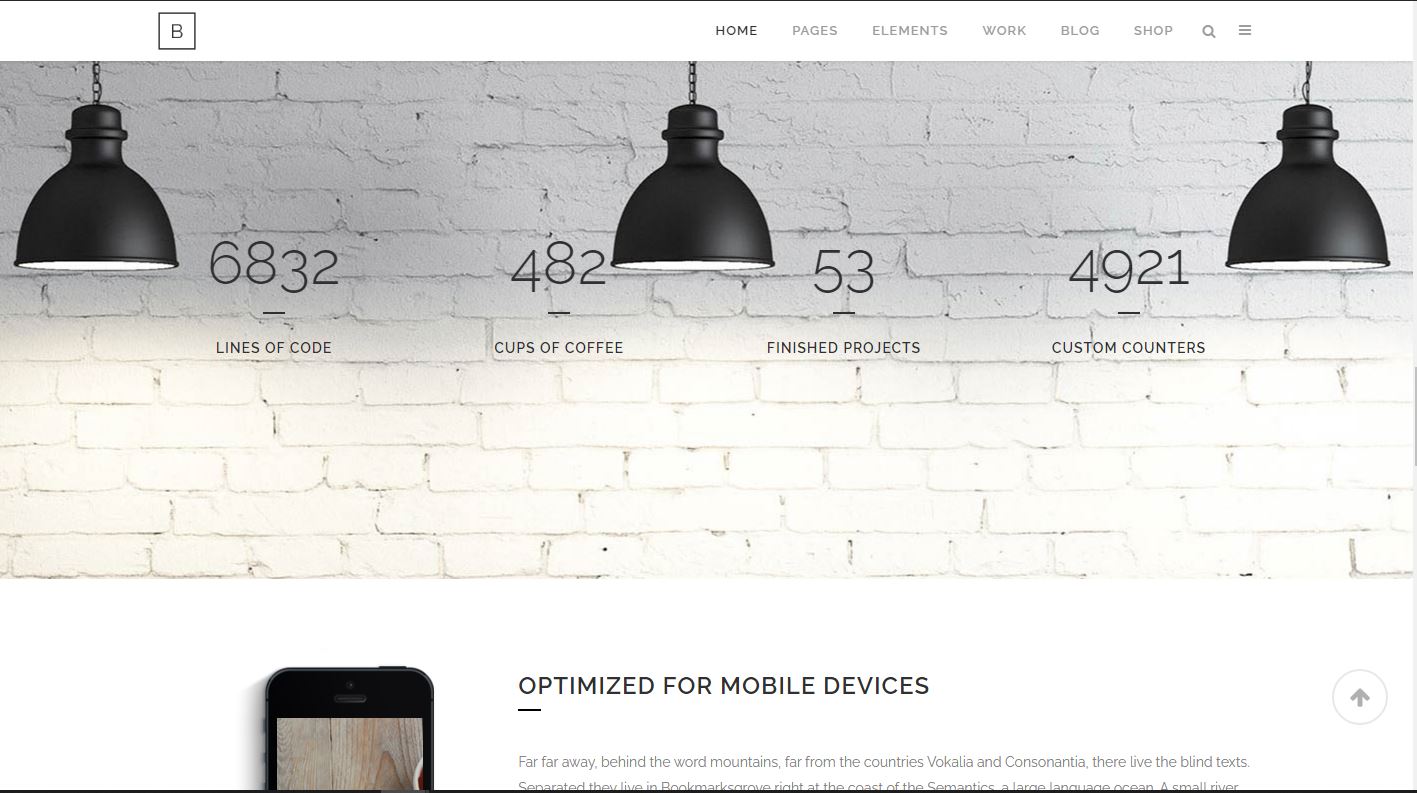 B
HOME PAGES ELEMENTS WORK BLOG SHOP
6832 482 53 4921
LINES OF CODE CUPS OF COFFEE FINISHED PROJECTS CUSTOM COUNTERS
OPTIMIZED FOR MOBILE DEVICES
Far far away, behind the word mountains, far from the countries Vokalia and Consonantia, there live the blind texts.
Separated they live in Bookmarksgrove right at the coast of the Semantics, a large language ocean. A small river